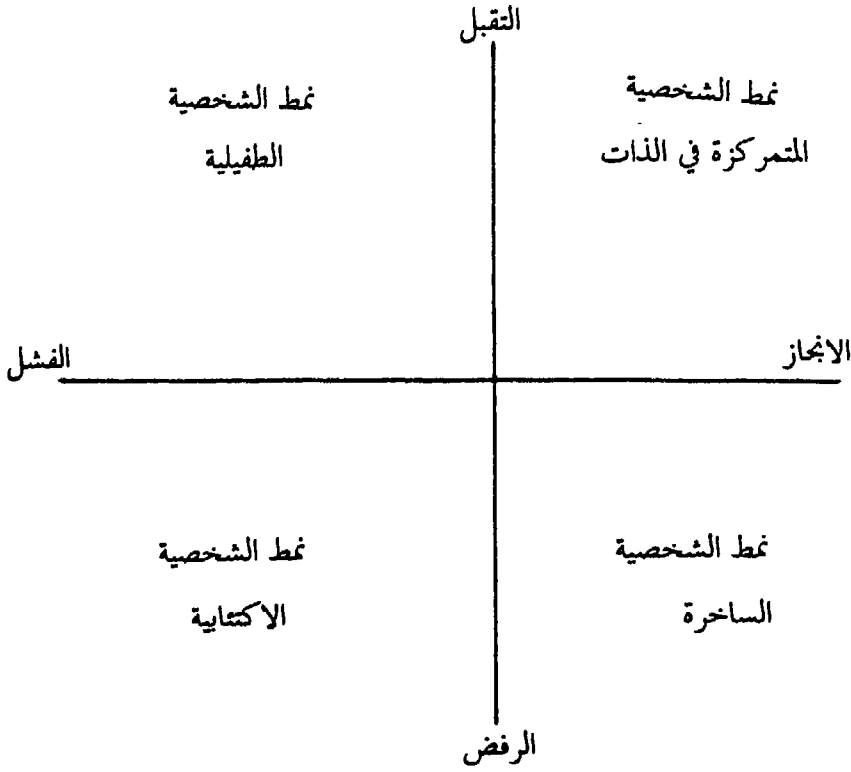 التقبل
نمط الشخصية
المتمركزة في الذات
نمط الشخصية
الطفيلية
الانجاز
الفشل
نمط الشخصية
الساخرة
نمط الشخصية
الاكتئابية
الرفض